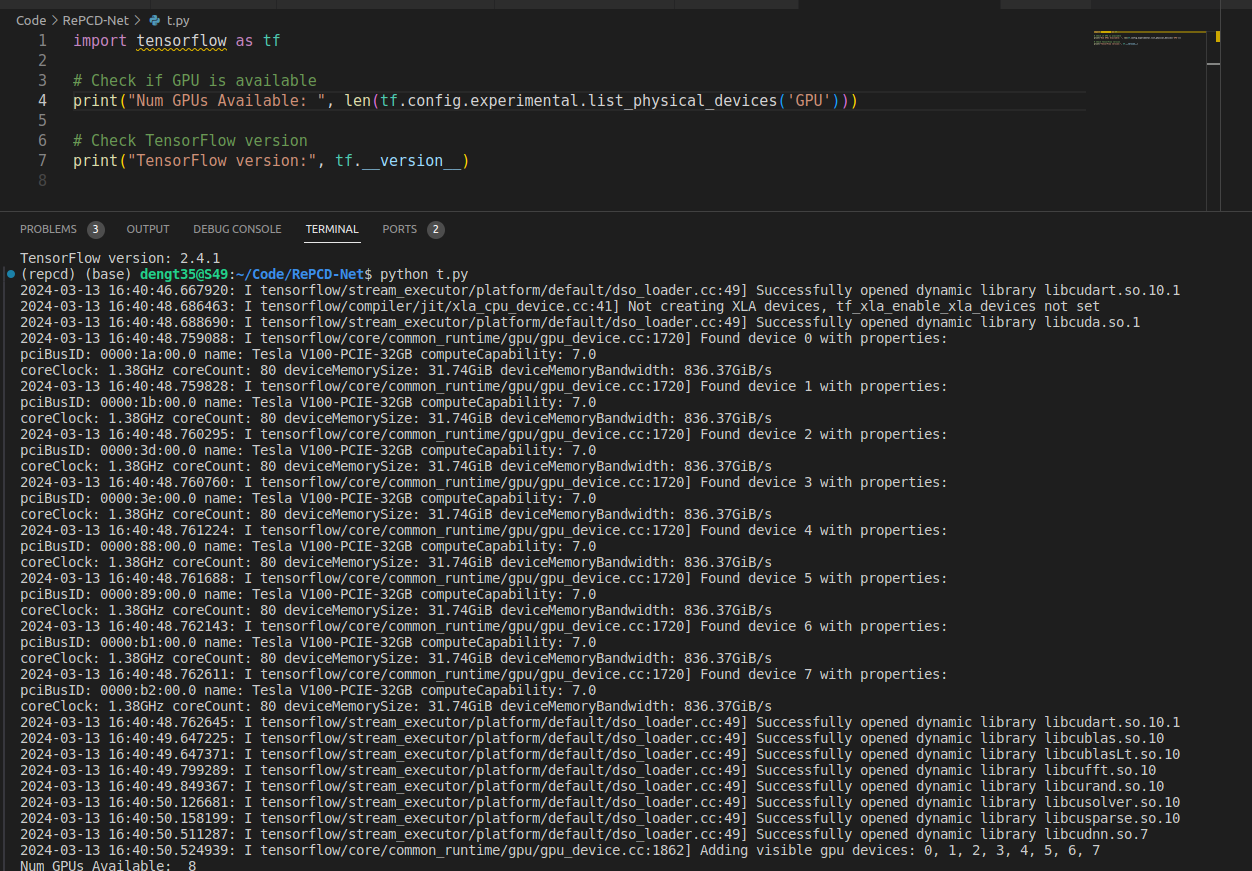 Code > RePCD-Net > t.py
1 import tensorflow as tf
2
3 # Check if GPU is available
4 print("Num GPUs Available: ", len(tf.config.experimental.list_physical_devices('GPU')))
5
6 # Check TensorFlow version
7 print("TensorFlow version:", tf.__version__)
8
PROBLEMS 3 OUTPUT DEBUG CONSOLE TERMINAL PORTS 2
TensorFlow version: 2.4.1
(repcd) (base) dengt35@S49:~/Code/RePCD-Net$ python t.py
2024-03-13 16:40:46.667920: I tensorflow/stream_executor/platform/default/dso_loader.cc:49] Successfully opened dynamic library libcudart.so.10.1
2024-03-13 16:40:48.686463: I tensorflow/compiler/jit/xla_cpu_device.cc:41] Not creating XLA devices, tf_xla_enable_xla_devices not set
2024-03-13 16:40:48.688690: I tensorflow/stream_executor/platform/default/dso_loader.cc:49] Successfully opened dynamic library libcuda.so.1
2024-03-13 16:40:48.759088: I tensorflow/core/common_runtime/gpu/gpu_device.cc:1720] Found device 0 with properties:
pciBusID: 0000:1a:00.0 name: Tesla V100-PCIE-32GB computeCapability: 7.0
coreClock: 1.38GHz coreCount: 80 deviceMemorySize: 31.74GiB deviceMemoryBandwidth: 836.37GiB/s
2024-03-13 16:40:48.759828: I tensorflow/core/common_runtime/gpu/gpu_device.cc:1720] Found device 1 with properties:
pciBusID: 0000:1b:00.0 name: Tesla V100-PCIE-32GB computeCapability: 7.0
coreClock: 1.38GHz coreCount: 80 deviceMemorySize: 31.74GiB deviceMemoryBandwidth: 836.37GiB/s
2024-03-13 16:40:48.760295: I tensorflow/core/common_runtime/gpu/gpu_device.cc:1720] Found device 2 with properties:
pciBusID: 0000:3d:00.0 name: Tesla V100-PCIE-32GB computeCapability: 7.0
coreClock: 1.38GHz coreCount: 80 deviceMemorySize: 31.74GiB deviceMemoryBandwidth: 836.37GiB/s
2024-03-13 16:40:48.760760: I tensorflow/core/common_runtime/gpu/gpu_device.cc:1720] Found device 3 with properties:
pciBusID: 0000:3e:00.0 name: Tesla V100-PCIE-32GB computeCapability: 7.0
coreClock: 1.38GHz coreCount: 80 deviceMemorySize: 31.74GiB deviceMemoryBandwidth: 836.37GiB/s
2024-03-13 16:40:48.761224: I tensorflow/core/common_runtime/gpu/gpu_device.cc:1720] Found device 4 with properties:
pciBusID: 0000:88:00.0 name: Tesla V100-PCIE-32GB computeCapability: 7.0
coreClock: 1.38GHz coreCount: 80 deviceMemorySize: 31.74GiB deviceMemoryBandwidth: 836.37GiB/s
2024-03-13 16:40:48.761688: I tensorflow/core/common_runtime/gpu/gpu_device.cc:1720] Found device 5 with properties:
pciBusID: 0000:89:00.0 name: Tesla V100-PCIE-32GB computeCapability: 7.0
coreClock: 1.38GHz coreCount: 80 deviceMemorySize: 31.74GiB deviceMemoryBandwidth: 836.37GiB/s
2024-03-13 16:40:48.762143: I tensorflow/core/common_runtime/gpu/gpu_device.cc:1720] Found device 6 with properties:
pciBusID: 0000:b1:00.0 name: Tesla V100-PCIE-32GB computeCapability: 7.0
coreClock: 1.38GHz coreCount: 80 deviceMemorySize: 31.74GiB deviceMemoryBandwidth: 836.37GiB/s
2024-03-13 16:40:48.762611: I tensorflow/core/common_runtime/gpu/gpu_device.cc:1720] Found device 7 with properties:
pciBusID: 0000:b2:00.0 name: Tesla V100-PCIE-32GB computeCapability: 7.0
coreClock: 1.38GHz coreCount: 80 deviceMemorySize: 31.74GiB deviceMemoryBandwidth: 836.37GiB/s
2024-03-13 16:40:48.762645: I tensorflow/stream_executor/platform/default/dso_loader.cc:49] Successfully opened dynamic library libcudart.so.10.1
2024-03-13 16:40:49.647225: I tensorflow/stream_executor/platform/default/dso_loader.cc:49] Successfully opened dynamic library libcublas.so.10
2024-03-13 16:40:49.647371: I tensorflow/stream_executor/platform/default/dso_loader.cc:49] Successfully opened dynamic library libcublasLt.so.10
2024-03-13 16:40:49.799289: I tensorflow/stream_executor/platform/default/dso_loader.cc:49] Successfully opened dynamic library libcufft.so.10
2024-03-13 16:40:49.849367: I tensorflow/stream_executor/platform/default/dso_loader.cc:49] Successfully opened dynamic library libcurand.so.10
2024-03-13 16:40:50.126681: I tensorflow/stream_executor/platform/default/dso_loader.cc:49] Successfully opened dynamic library libcusolver.so.10
2024-03-13 16:40:50.158199: I tensorflow/stream_executor/platform/default/dso_loader.cc:49] Successfully opened dynamic library libcusparse.so.10
2024-03-13 16:40:50.511287: I tensorflow/stream_executor/platform/default/dso_loader.cc:49] Successfully opened dynamic library libcudnn.so.7
2024-03-13 16:40:50.524939: I tensorflow/core/common_runtime/gpu/gpu_device.cc:1862] Adding visible gpu devices: 0, 1, 2, 3, 4, 5, 6, 7
Num GPUs Available:  8